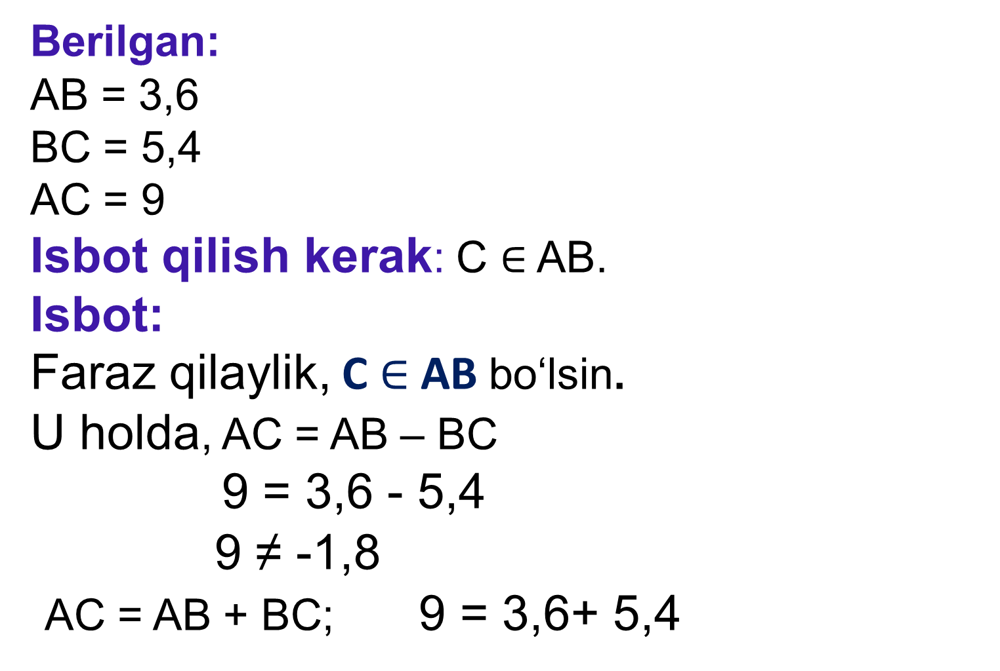 Berilgan:
AB = 3,6
BC = 5,4
AC = 9
Isbot qilish kerak: C ∈ AB.
Isbot:
Faraz qilaylik, C ∈ AB bo‘lsin.
U holda, AC = AB – BC
9 = 3,6 - 5,4
9 ≠ -1,8
AC = AB + BC; 9 = 3,6+ 5,4